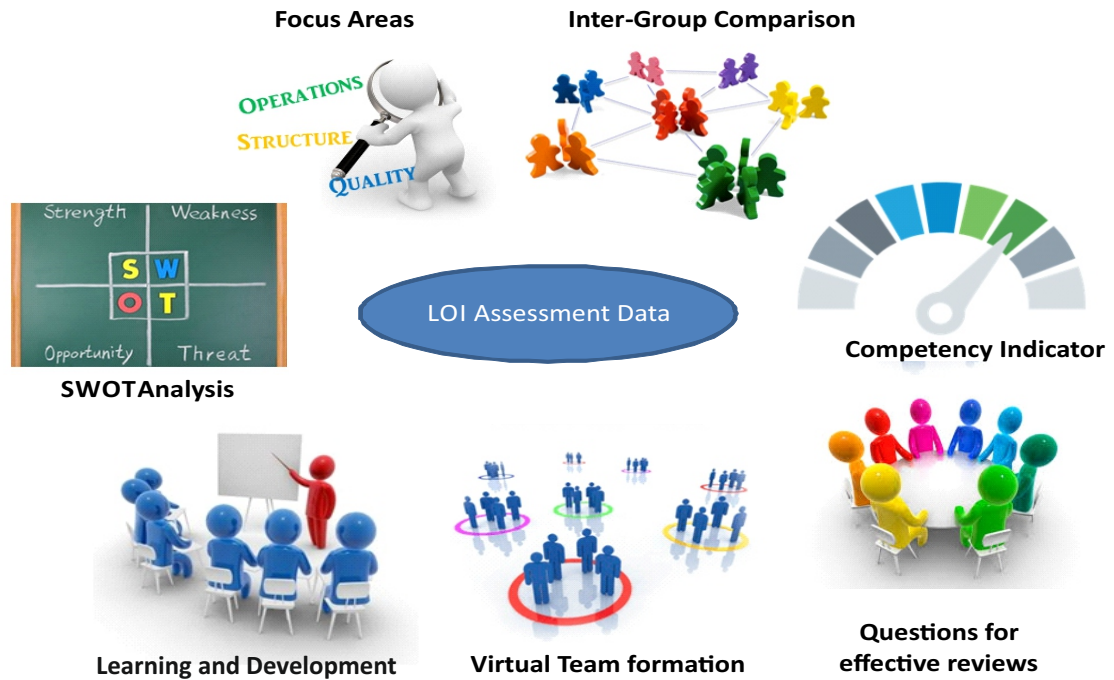 Focus Areas
Inter-Group Comparison
OPERATIONS
STRUCTURE
QUALITY
Strength
Weakness
S
W
O
T
Opportunity
Threat
SWOTAnalysis
LOI Assessment Data
Competency Indicator
Learning and Development
Virtual Team formation
Questions for
effective reviews